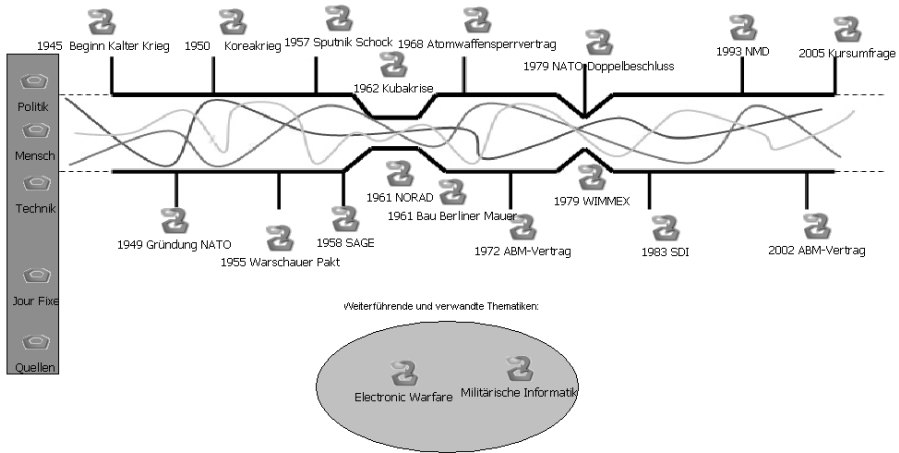 1945 Beginn Kalter Krieg
1950 Koreakrieg
1957 Sputnik Schock
1968 Atomwaffensperrvertrag
1979 NATO-Doppelbeschluss
1993 NMD
2005 Kursumfrage
1962 Kubakrise
Politik
Mensch
Technik
Jour Fixe
Quellen
1949 Gründung NATO
1955 Warschauer Pakt
1958 SAGE
1961 NORAD
1961 Bau Berliner Mauer
1972 ABM-Vertrag
1979 WIMMEX
1983 SDI
2002 ABM-Vertrag
Weiterführende und verwandte Thematiken:
Electronic Warfare
Militärische Informatik